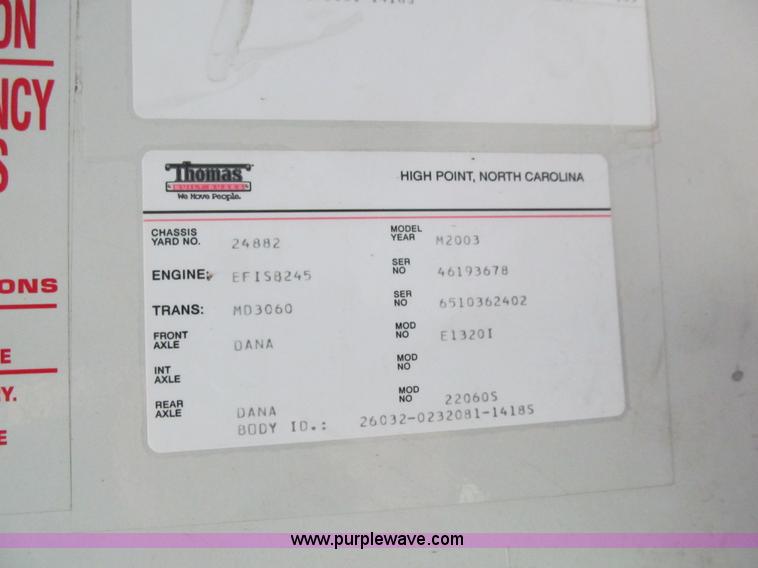 ON
NCY
S
ONS
E
Y.
E
Thomas
BUILT BUSES
We Move People.
HIGH POINT, NORTH CAROLINA
CHASSIS YARD NO. 24882 MODEL YEAR M2003
ENGINE: EFISB245 SER NO 46193678
TRANS: MD3060 SER NO 6510362402
FRONT AXLE DANA MOD NO E1320I
INT AXLE MOD NO
REAR AXLE DANA MOD NO 22060S
BODY ID.: 26032-0232081-1418S
www.purplewave.com